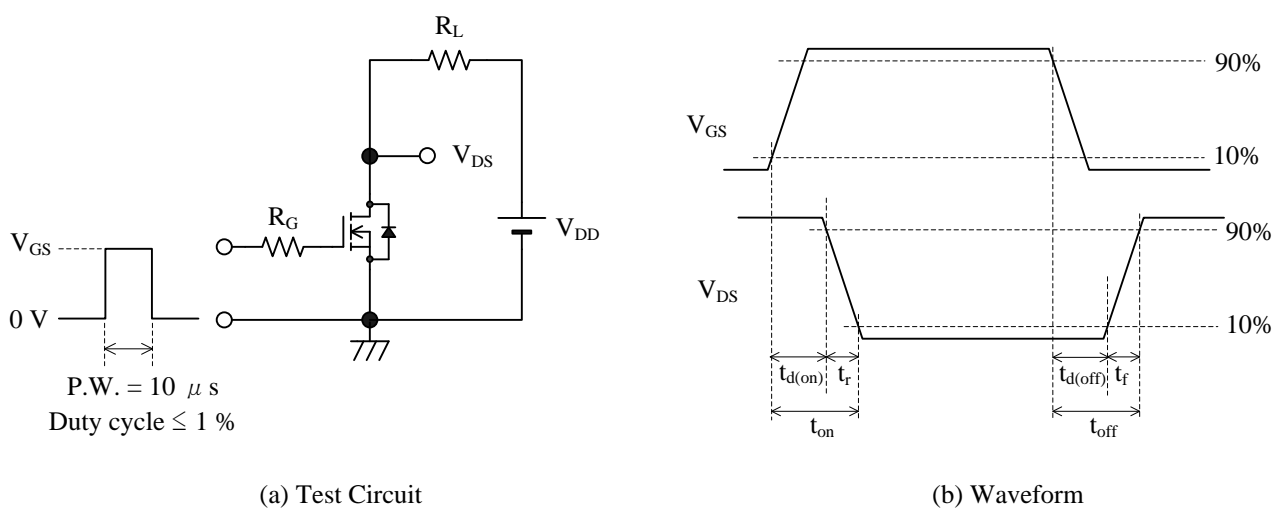 R_L
V_DS
R_G
V_DD
V_GS
0 V
P.W. = 10 μ s
Duty cycle ≤ 1 %
(a) Test Circuit
90%
V_GS
10%
90%
V_DS
10%
t_d(on) t_r t_d(off) t_f
t_on t_off
(b) Waveform